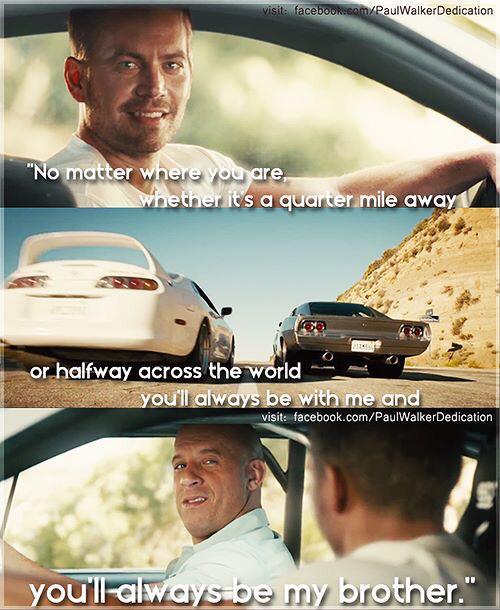 visit: facebook.com/PaulWalkerDedication
"No matter where you are,
whether it's a quarter mile away
or halfway across the world
you'll always be with me and
visit: facebook.com/PaulWalkerDedication
you'll always be my brother."